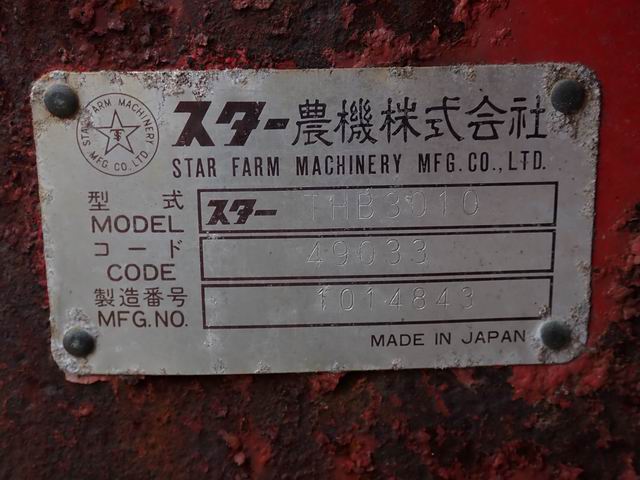 STAR FARM MACHINERY
MFG.CO.,LTD.
スター農機株式会社
STAR FARM MACHINERY MFG.CO.,LTD.
型式 スター THB3010
MODEL
コード 49033
CODE
製造番号 1014843
MFG.NO.
MADE IN JAPAN